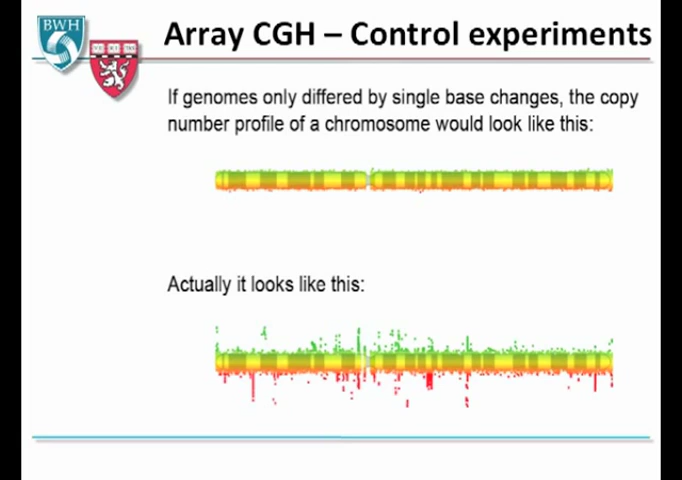 BWH
Array CGH – Control experiments
If genomes only differed by single base changes, the copy
number profile of a chromosome would look like this:
Actually it looks like this: